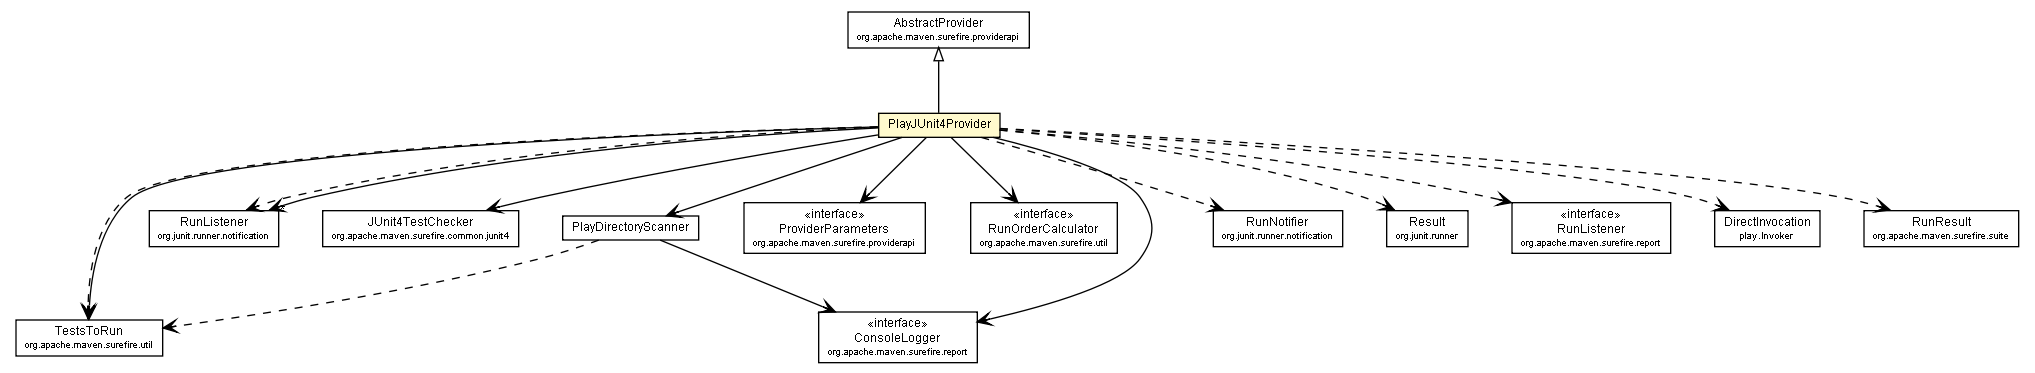 AbstractProvider
org.apache.maven.surefire.providerapi
PlayJUnit4Provider
RunListener
org.junit.runner.notification
JUnit4TestChecker
org.apache.maven.surefire.common.junit4
PlayDirectoryScanner
«interface»
ProviderParameters
org.apache.maven.surefire.providerapi
«interface»
RunOrderCalculator
org.apache.maven.surefire.util
RunNotifier
org.junit.runner.notification
Result
org.junit.runner
«interface»
RunListener
org.apache.maven.surefire.report
DirectInvocation
play.Invoker
RunResult
org.apache.maven.surefire.suite
TestsToRun
org.apache.maven.surefire.util
«interface»
ConsoleLogger
org.apache.maven.surefire.report